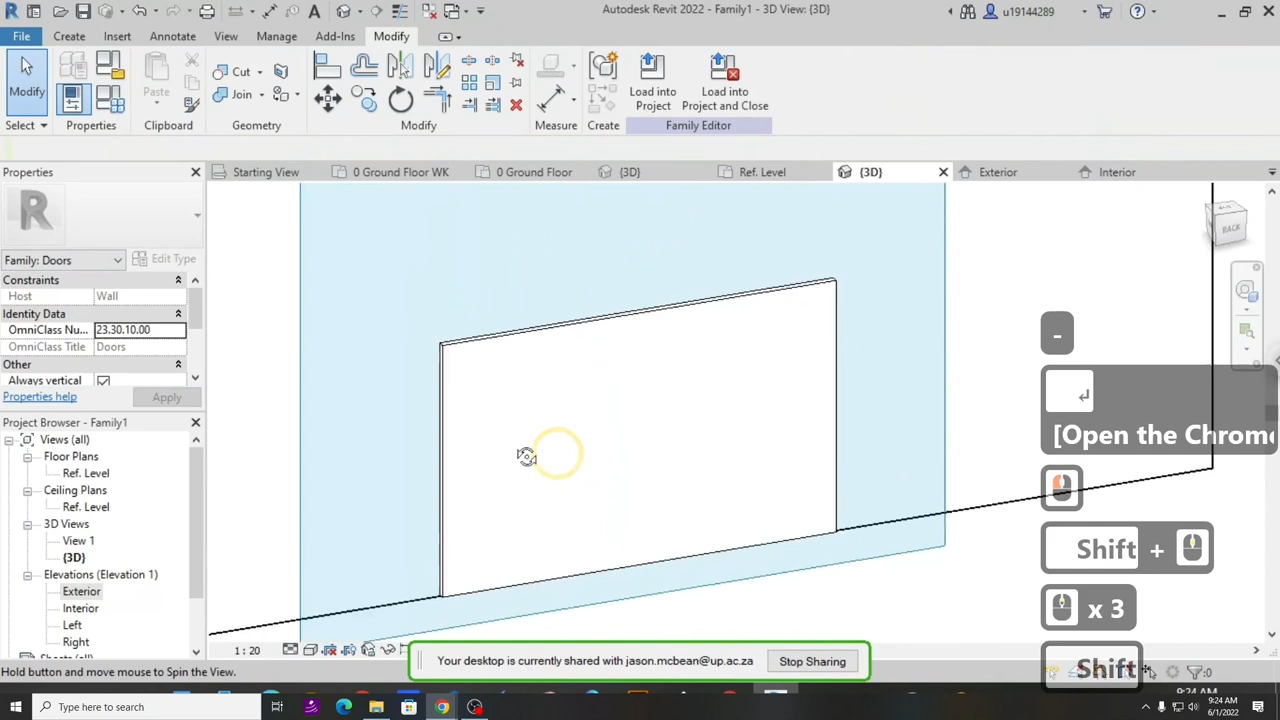 Autodesk Revit 2022 - Family1 - 3D View: {3D}
u19144289
File Create Insert Annotate View Manage Add-Ins Modify
Modify
Paste
Cut
Join
Load into Project
Load into Project and Close
Select Properties Clipboard Geometry Modify Measure Create Family Editor
Properties
Starting View 0 Ground Floor WK 0 Ground Floor {3D} Ref. Level {3D} Exterior Interior
BACK
Family: Doors Edit Type
Constraints
Host Wall
Identity Data
OmniClass Nu... 23.30.10.00
OmniClass Title Doors
Other
Always vertical
Properties help Apply
Project Browser - Family1
Views (all)
Floor Plans
Ref. Level
Ceiling Plans
Ref. Level
3D Views
View 1
{3D}
Elevations (Elevation 1)
Exterior
Interior
Left
Right
-
[Open the Chrome
Shift +
x 3
Shift
1 : 20
Your desktop is currently shared with jason.mcbean@up.ac.za Stop Sharing
Hold button and move mouse to Spin the View.
:0
9:24 AM
Type here to search
9:24 AM
6/1/2022